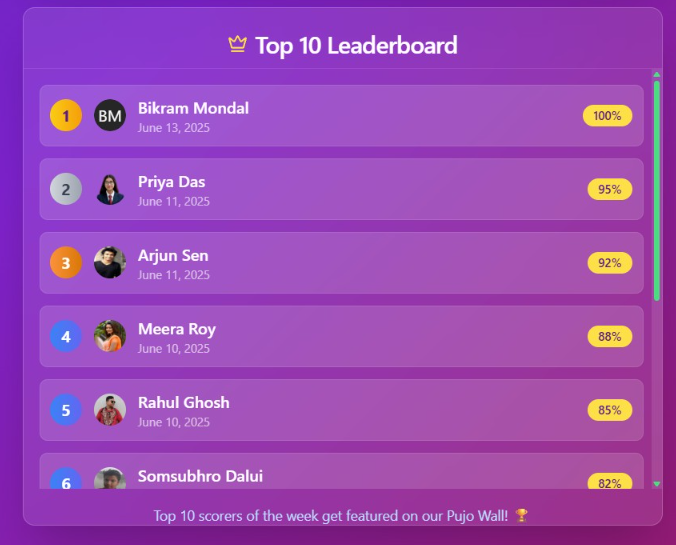 Top 10 Leaderboard
1 BM Bikram Mondal 100%
June 13, 2025
2 Priya Das 95%
June 11, 2025
3 Arjun Sen 92%
June 11, 2025
4 Meera Roy 88%
June 10, 2025
5 Rahul Ghosh 85%
June 10, 2025
6 Somsubhro Dalui 82%
Top 10 scorers of the week get featured on our Pujo Wall! 🏆